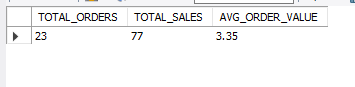 TOTAL_ORDERS TOTAL_SALES AVG_ORDER_VALUE
23 77 3.35